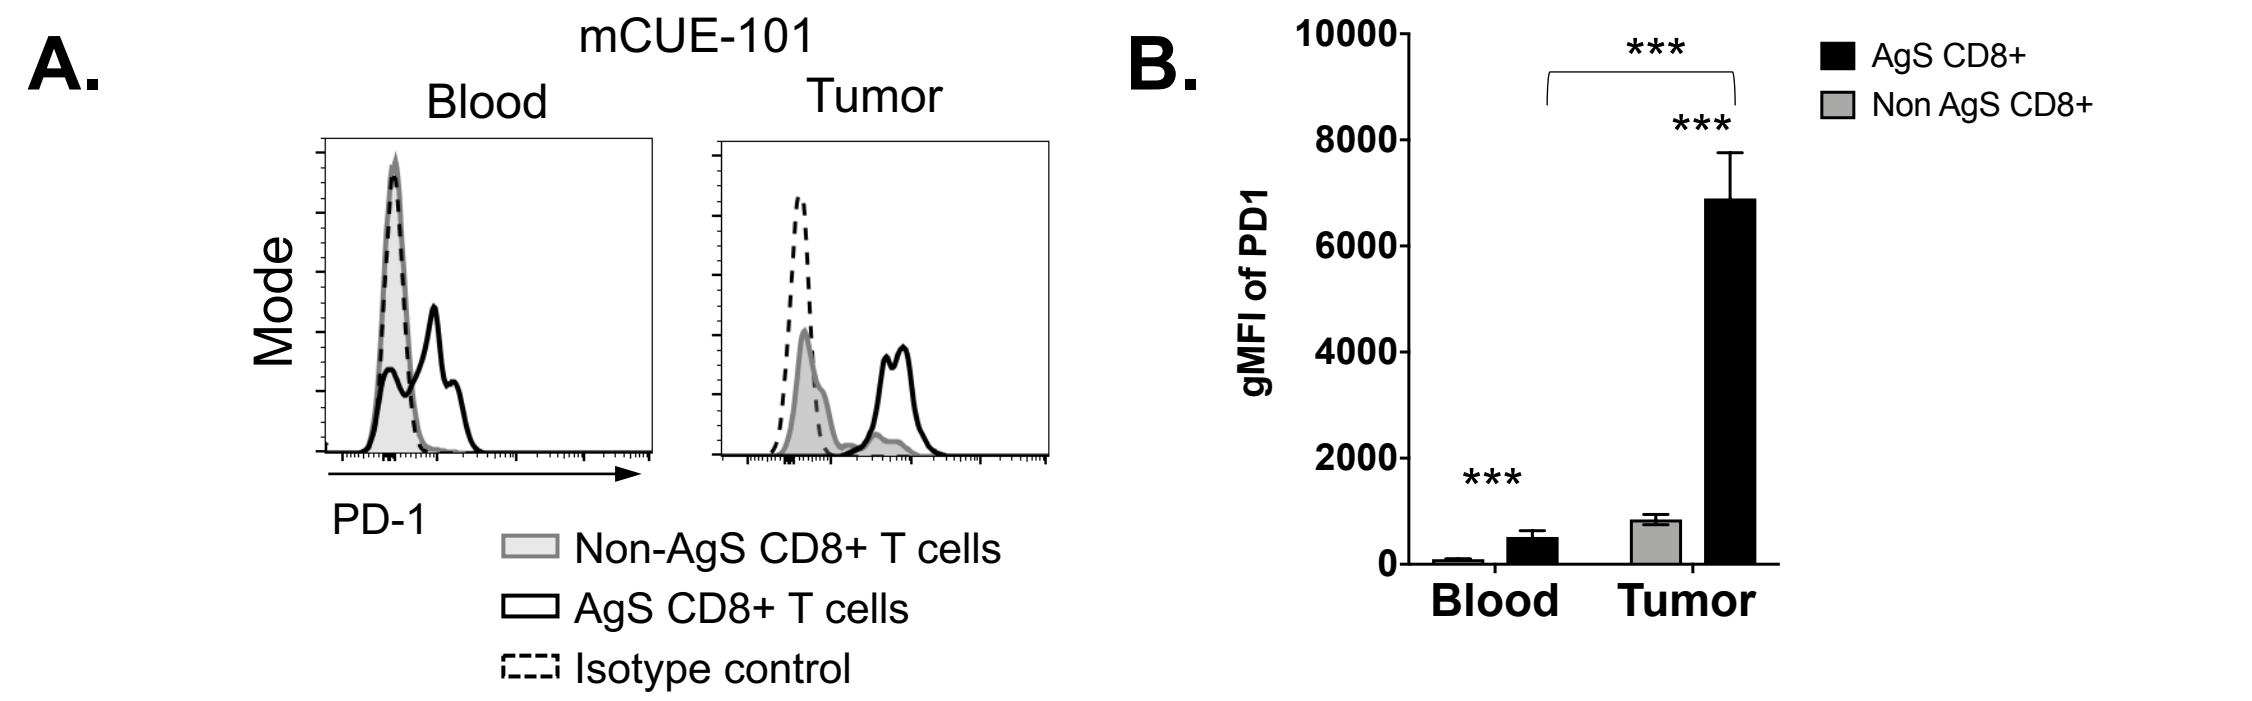 A.
mCUE-101
Blood
Tumor
Mode
PD-1
Non-AgS CD8+ T cells
AgS CD8+ T cells
Isotype control
B.
gMFI of PD1
10000
8000
6000
4000
2000
0
***
***
***
Blood
Tumor
AgS CD8+
Non AgS CD8+